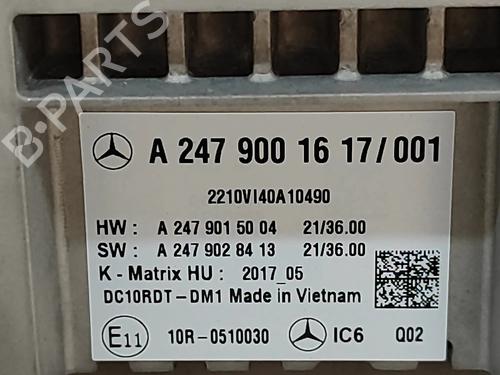 B-PARTS
A 247 900 16 17/001
2210VI40A10490
HW : A 247 901 50 04 21/36.00
SW : A 247 902 84 13 21/36.00
K - Matrix HU : 2017_05
DC10RDT-DM1 Made in Vietnam
E11 10R-0510030 IC6 Q02